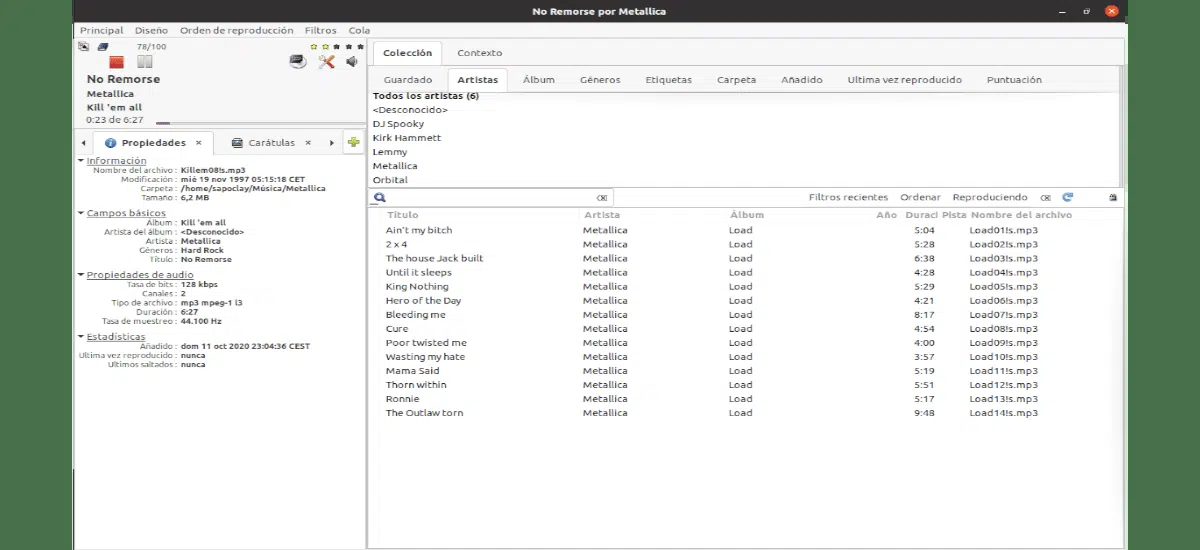 No Remorse por Metallica
Principal Diseño Orden de reproducción Filtros Cola
78/100
No Remorse
Metallica
Kill 'em all
0:23 de 6:27
Propiedades Carátulas
Información
Nombre del archivo : Killem08!s.mp3
Modificación : mié 19 nov 1997 05:15:18 CET
Carpeta : /home/sapoclay/Música/Metallica
Tamaño : 6,2 MB
Campos básicos
Álbum : Kill 'em all
Artista del álbum : <Desconocido>
Artista : Metallica
Géneros : Hard Rock
Título : No Remorse
Propiedades de audio
Tasa de bits : 128 kbps
Canales : 2
Tipo de archivo : mp3 mpeg-1 l3
Duración : 6:27
Tasa de muestreo : 44.100 Hz
Estadísticas
Añadido : dom 11 oct 2020 23:04:36 CEST
Ultima vez reproducido : nunca
Ultimos saltados : nunca
Colección Contexto
Guardado Artistas Álbum Géneros Etiquetas Carpeta Añadido Ultima vez reproducido Puntuación
Todos los artistas (6)
<Desconocido>
DJ Spooky
Kirk Hammett
Lemmy
Metallica
Orbital
Filtros recientes Ordenar Reproduciendo
Título Artista Álbum Año Duraci Pista Nombre del archivo
Ain't my bitch Metallica Load 5:04 Load01!s.mp3
2 x 4 Metallica Load 5:28 Load02!s.mp3
The house Jack built Metallica Load 6:38 Load03!s.mp3
Until it sleeps Metallica Load 4:28 Load04!s.mp3
King Nothing Metallica Load 5:29 Load05!s.mp3
Hero of the Day Metallica Load 4:21 Load06!s.mp3
Bleeding me Metallica Load 8:17 Load07!s.mp3
Cure Metallica Load 4:54 Load08!s.mp3
Poor twisted me Metallica Load 4:00 Load09!s.mp3
Wasting my hate Metallica Load 3:57 Load10!s.mp3
Mama Said Metallica Load 5:19 Load11!s.mp3
Thorn within Metallica Load 5:51 Load12!s.mp3
Ronnie Metallica Load 5:17 Load13!s.mp3
The Outlaw torn Metallica Load 9:48 Load14!s.mp3